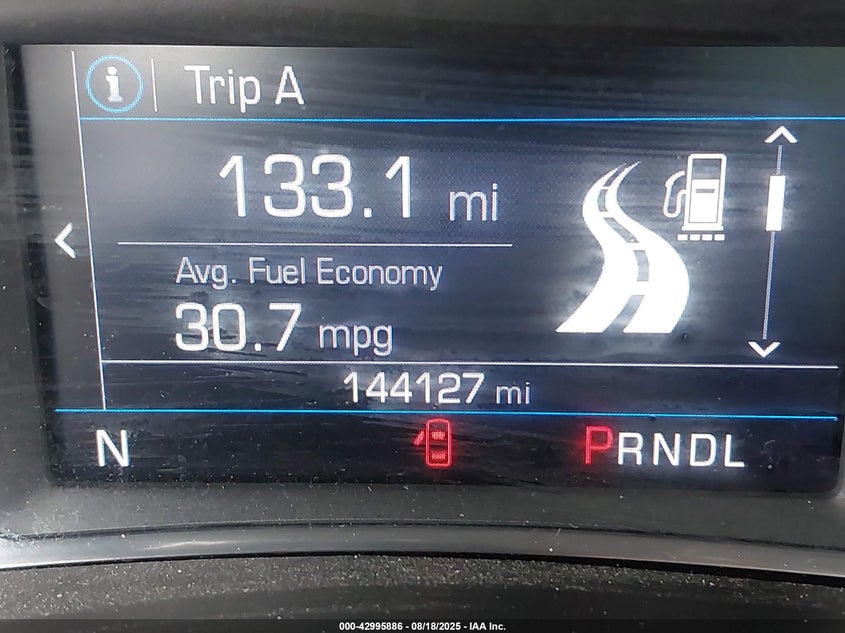 i Trip A
133.1 mi
Avg. Fuel Economy
30.7 mpg
144127 mi
N PRNDL
000-42995886 - 08/18/2025 - IAA Inc.